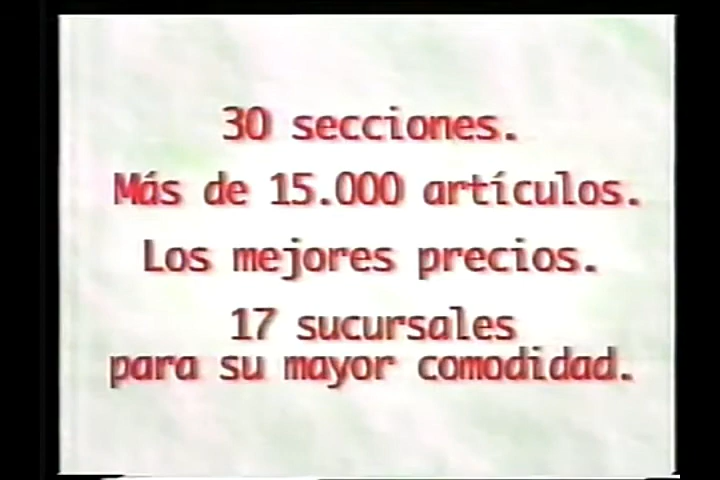 30 secciones.
Más de 15.000 artículos.
Los mejores precios.
17 sucursales
para su mayor comodidad.